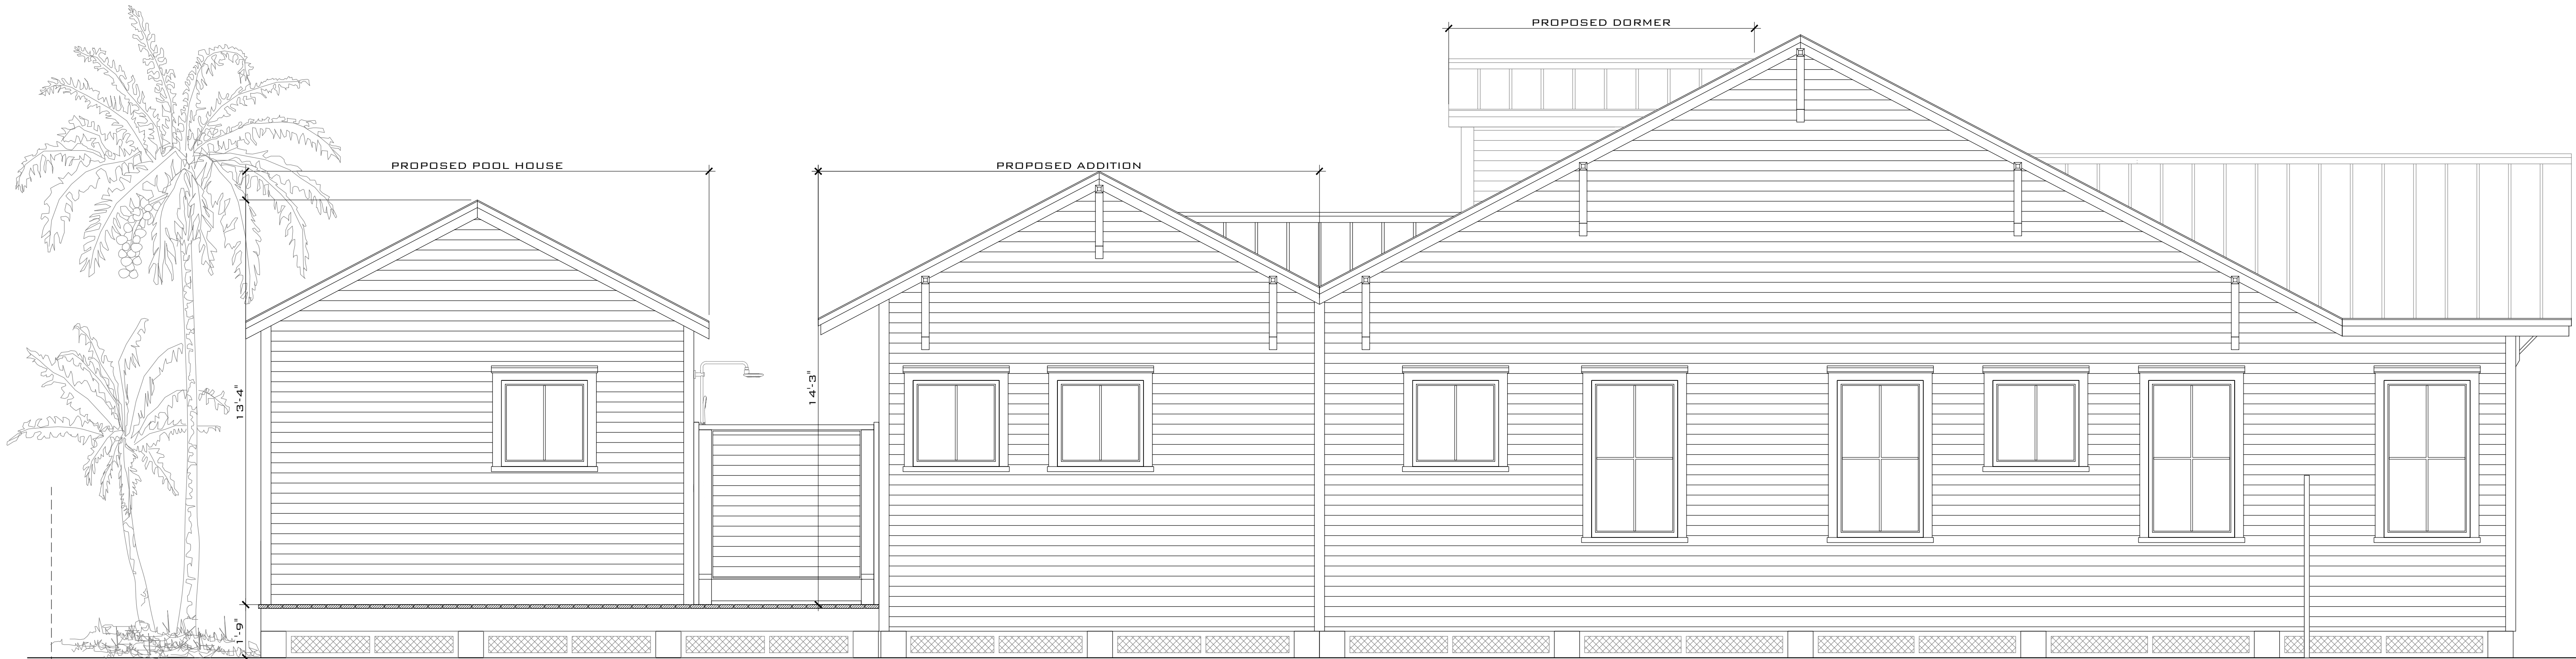 PROPOSED DORMER
PROPOSED POOL HOUSE
PROPOSED ADDITION
13'-4"
14'-3"
1'-9"